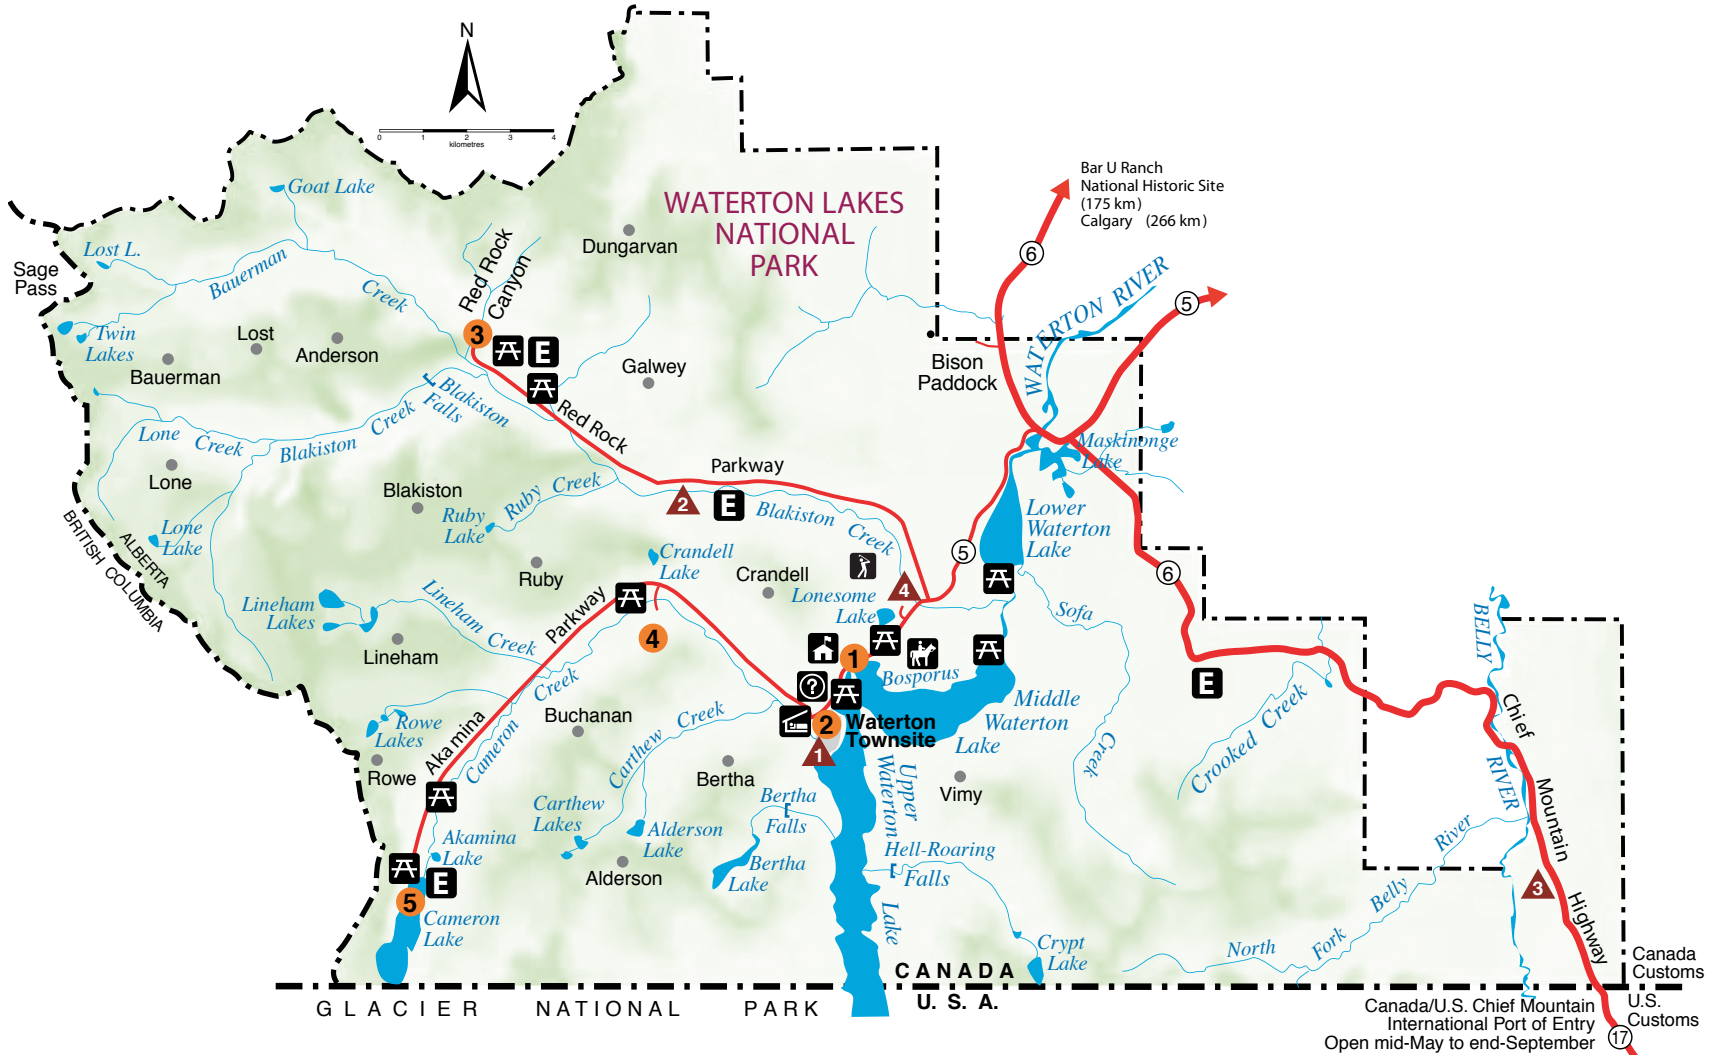 N
0 1 2 3 4
kilometres
Bar U Ranch
National Historic Site
(175 km)
Calgary (266 km)
WATERTON LAKES
NATIONAL
PARK
Goat Lake
Dungarvan
Red Rock
Canyon
Lost L.
Bauerman
Creek
Sage
Pass
6
WATERTON RIVER
5
Twin
Lakes
Lost
Anderson
Bauerman
3
E
Galwey
Bison
Paddock
Blakiston
Falls
Red Rock
Parkway
Lone
Creek
Blakiston
Creek
Maskinonge
Lake
Lone
Blakiston
Ruby
Lake
Ruby Creek
2
E
Blakiston
Creek
Lower
Waterton
Lake
Lone
Lake
ALBERTA
BRITISH COLUMBIA
Crandell
Lake
Ruby
Crandell
5
6
4
Lonesome
Lake
Lineham
Lakes
Lineham Creek
Parkway
Sofa
Creek
BELLY
RIVER
4
Lineham
1
Bosporus
E
Middle
Waterton
Lake
Crooked Creek
Chief
Mountain
Highway
Rowe
Lakes
Creek
Cameron
Akamina
Buchanan
Carthew
Creek
?
2
Waterton
Townsite
1
Rowe
Bertha
Upper
Waterton
Lake
Vimy
Carthew
Lakes
Bertha
Falls
Alderson
Lake
Akamina
Lake
Bertha
Lake
Hell-Roaring
Falls
River
Belly
Fork
North
Alderson
E
5
3
Cameron
Lake
Crypt
Lake
CANADA
U. S. A.
Canada
Customs
GLACIER NATIONAL PARK
Canada/U.S. Chief Mountain
International Port of Entry
Open mid-May to end-September
U.S.
Customs
17